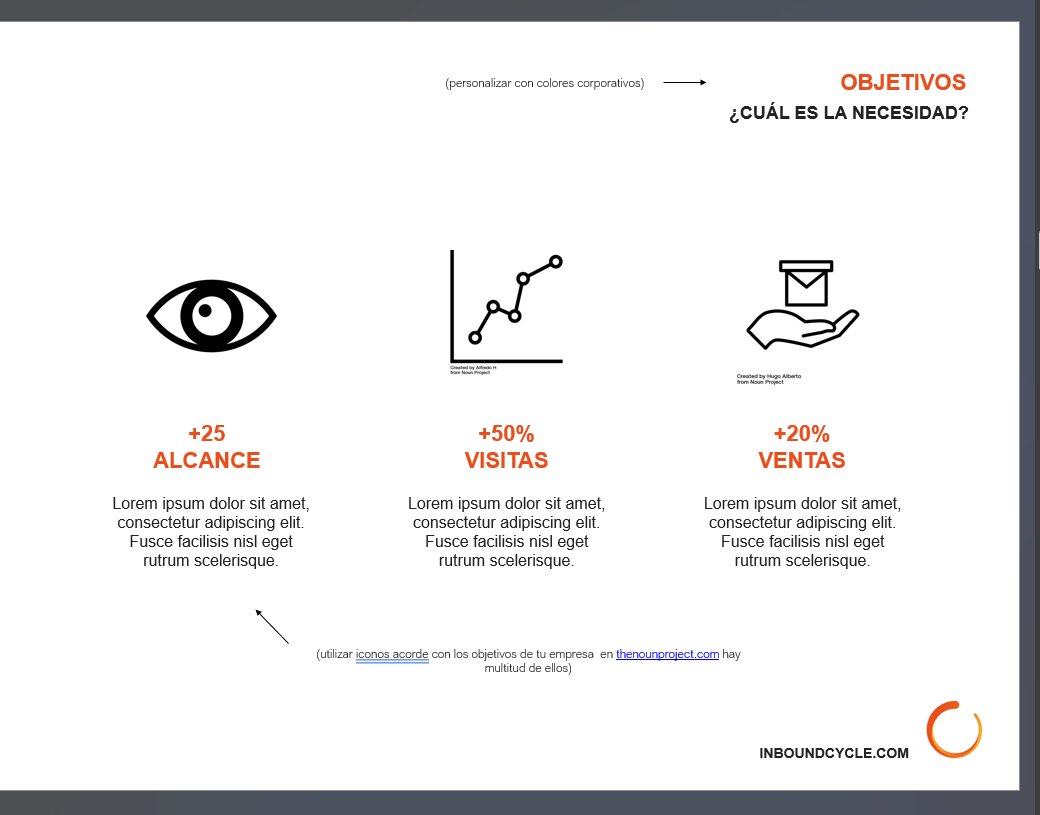 (personalizar con colores corporativos)
OBJETIVOS
¿CUÁL ES LA NECESIDAD?
Created by Alfredo H
from Noun Project
Created by Hugo Alberto
from Noun Project
+25
ALCANCE
Lorem ipsum dolor sit amet,
consectetur adipiscing elit.
Fusce facilisis nisl eget
rutrum scelerisque.
+50%
VISITAS
Lorem ipsum dolor sit amet,
consectetur adipiscing elit.
Fusce facilisis nisl eget
rutrum scelerisque.
+20%
VENTAS
Lorem ipsum dolor sit amet,
consectetur adipiscing elit.
Fusce facilisis nisl eget
rutrum scelerisque.
(utilizar iconos acorde con los objetivos de tu empresa  en thenounproject.com hay
multitud de ellos)
INBOUNDCYCLE.COM